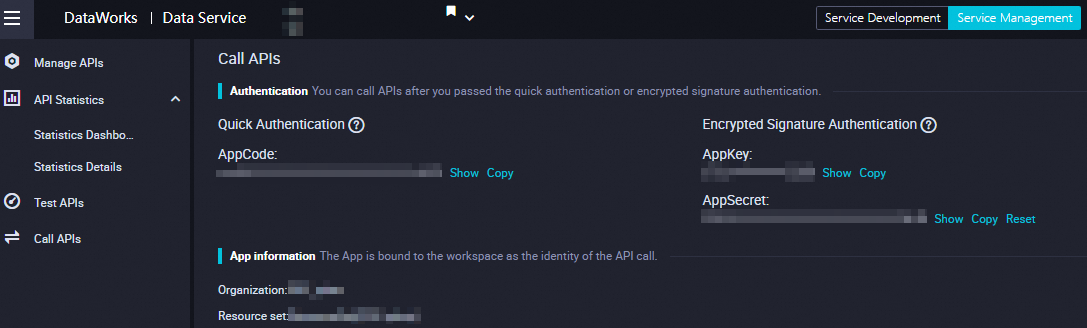 DataWorks | Data Service
Service Development Service Management
Manage APIs
API Statistics
Statistics Dashbo...
Statistics Details
Test APIs
Call APIs
Call APIs
Authentication You can call APIs after you passed the quick authentication or encrypted signature authentication.
Quick Authentication ?
AppCode:
Show Copy
Encrypted Signature Authentication ?
AppKey:
Show Copy
AppSecret:
Show Copy Reset
App information The App is bound to the workspace as the identity of the API call.
Organization:
Resource set: